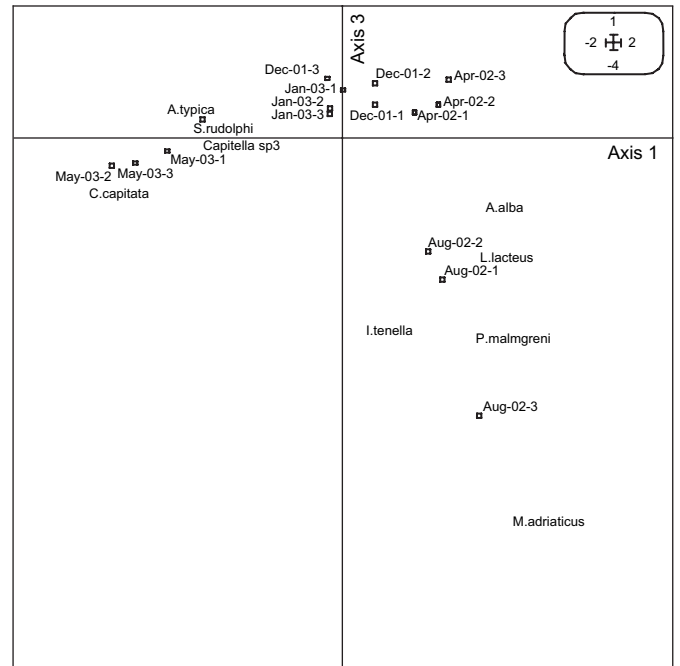 1
-2 2
-4
Axis 3
Dec-01-3
Dec-01-2
Apr-02-3
Jan-03-1
Jan-03-2
Apr-02-2
A.typica
Jan-03-3
Dec-01-1
Apr-02-1
S.rudolphi
Capitella sp3
Axis 1
May-03-1
May-03-2
May-03-3
C.capitata
A.alba
Aug-02-2
L.lacteus
Aug-02-1
I.tenella
P.malmgreni
Aug-02-3
M.adriaticus